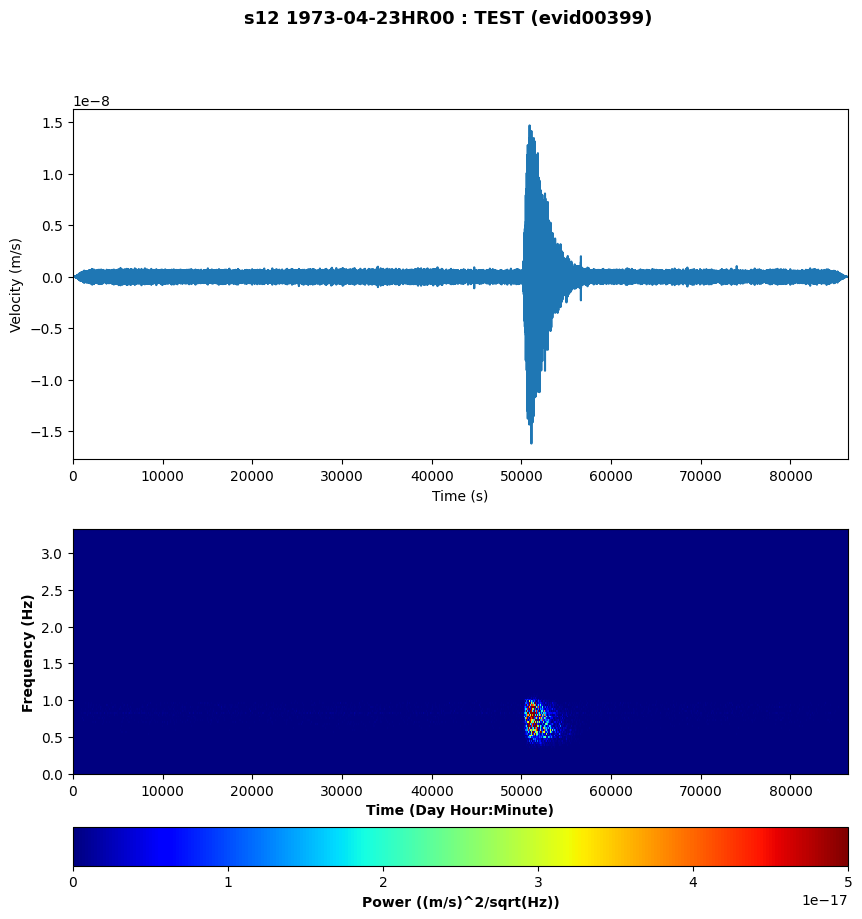 s12 1973-04-23HR00 : TEST (evid00399)
1e−8
1.5
1.0
0.5
0.0
−0.5
−1.0
−1.5
Velocity (m/s)
0 10000 20000 30000 40000 50000 60000 70000 80000
Time (s)
3.0
2.5
2.0
1.5
1.0
0.5
0.0
Frequency (Hz)
0 10000 20000 30000 40000 50000 60000 70000 80000
Time (Day Hour:Minute)
0 1 2 3 4 5
1e−17
Power ((m/s)^2/sqrt(Hz))